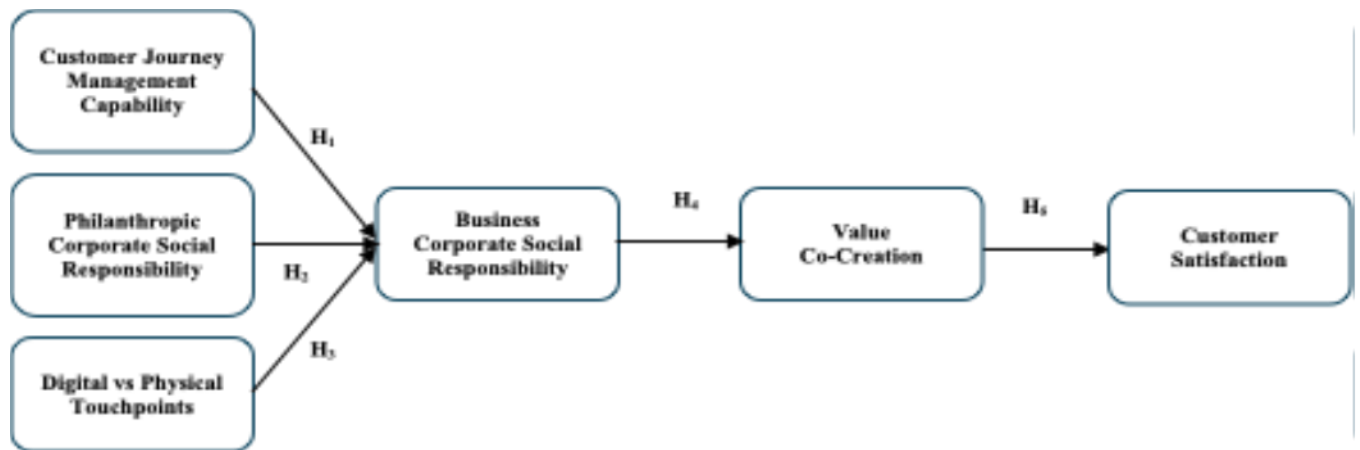 Customer Journey
Management
Capability
H₁
Philanthropic
Corporate Social
Responsibility
H₂
Digital vs Physical
Touchpoints
H₃
Business
Corporate Social
Responsibility
H₄
Value
Co-Creation
H₅
Customer
Satisfaction